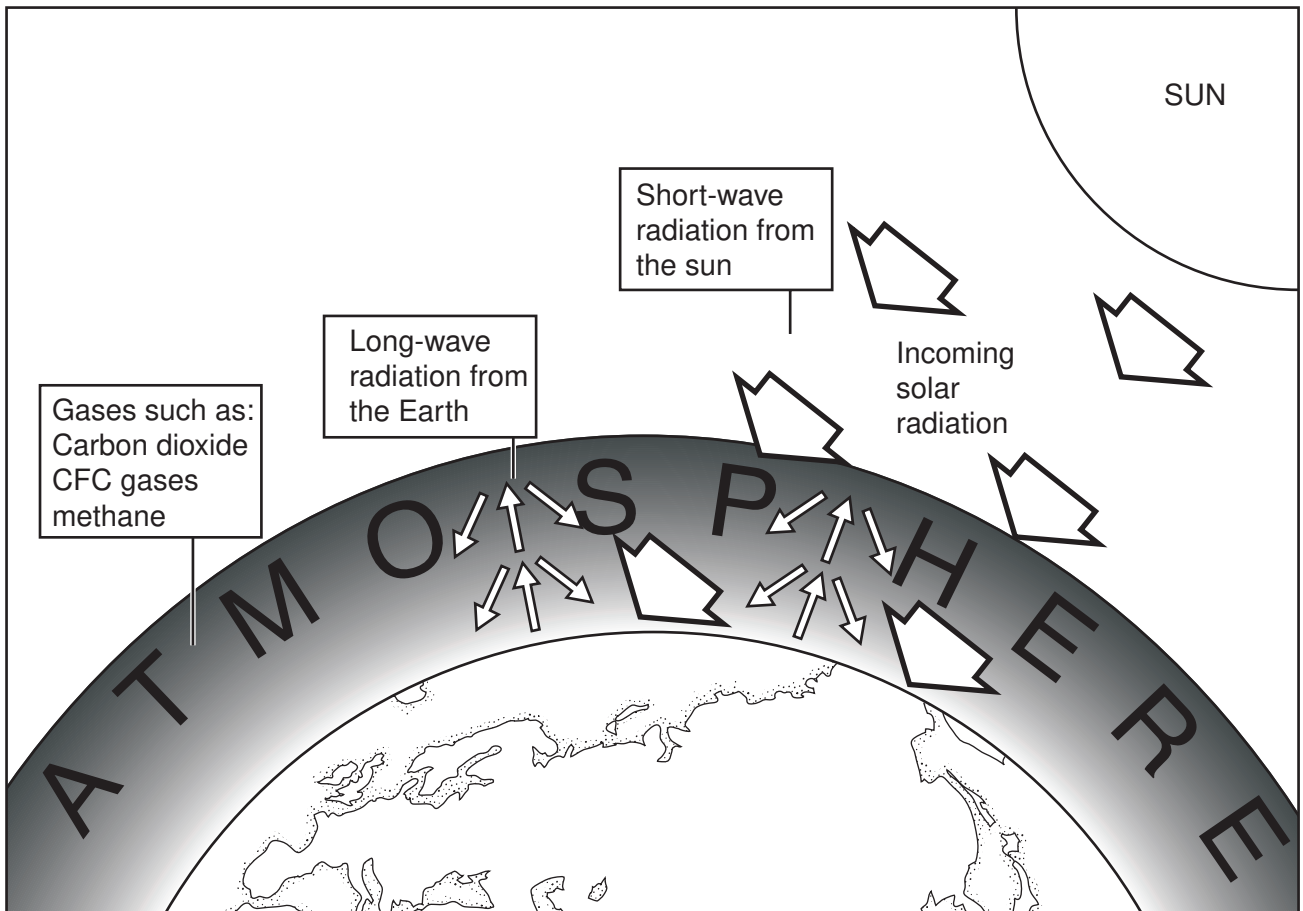 SUN
Short-wave
radiation from
the sun
Incoming
solar
radiation
Long-wave
radiation from
the Earth
Gases such as:
Carbon dioxide
CFC gases
methane
ATMOSPHERE